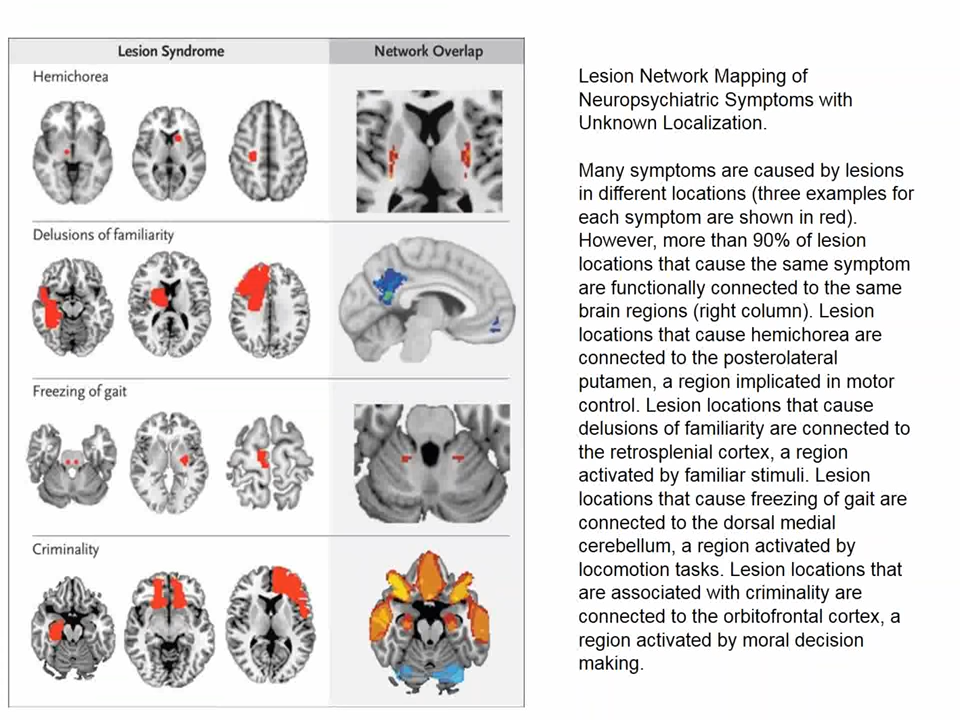 Lesion Syndrome
Network Overlap
Hemichorea
Delusions of familiarity
Freezing of gait
Criminality
Lesion Network Mapping of
Neuropsychiatric Symptoms with
Unknown Localization.
Many symptoms are caused by lesions
in different locations (three examples for
each symptom are shown in red).
However, more than 90% of lesion
locations that cause the same symptom
are functionally connected to the same
brain regions (right column). Lesion
locations that cause hemichorea are
connected to the posterolateral
putamen, a region implicated in motor
control. Lesion locations that cause
delusions of familiarity are connected to
the retrosplenial cortex, a region
activated by familiar stimuli. Lesion
locations that cause freezing of gait are
connected to the dorsal medial
cerebellum, a region activated by
locomotion tasks. Lesion locations that
are associated with criminality are
connected to the orbitofrontal cortex, a
region activated by moral decision
making.